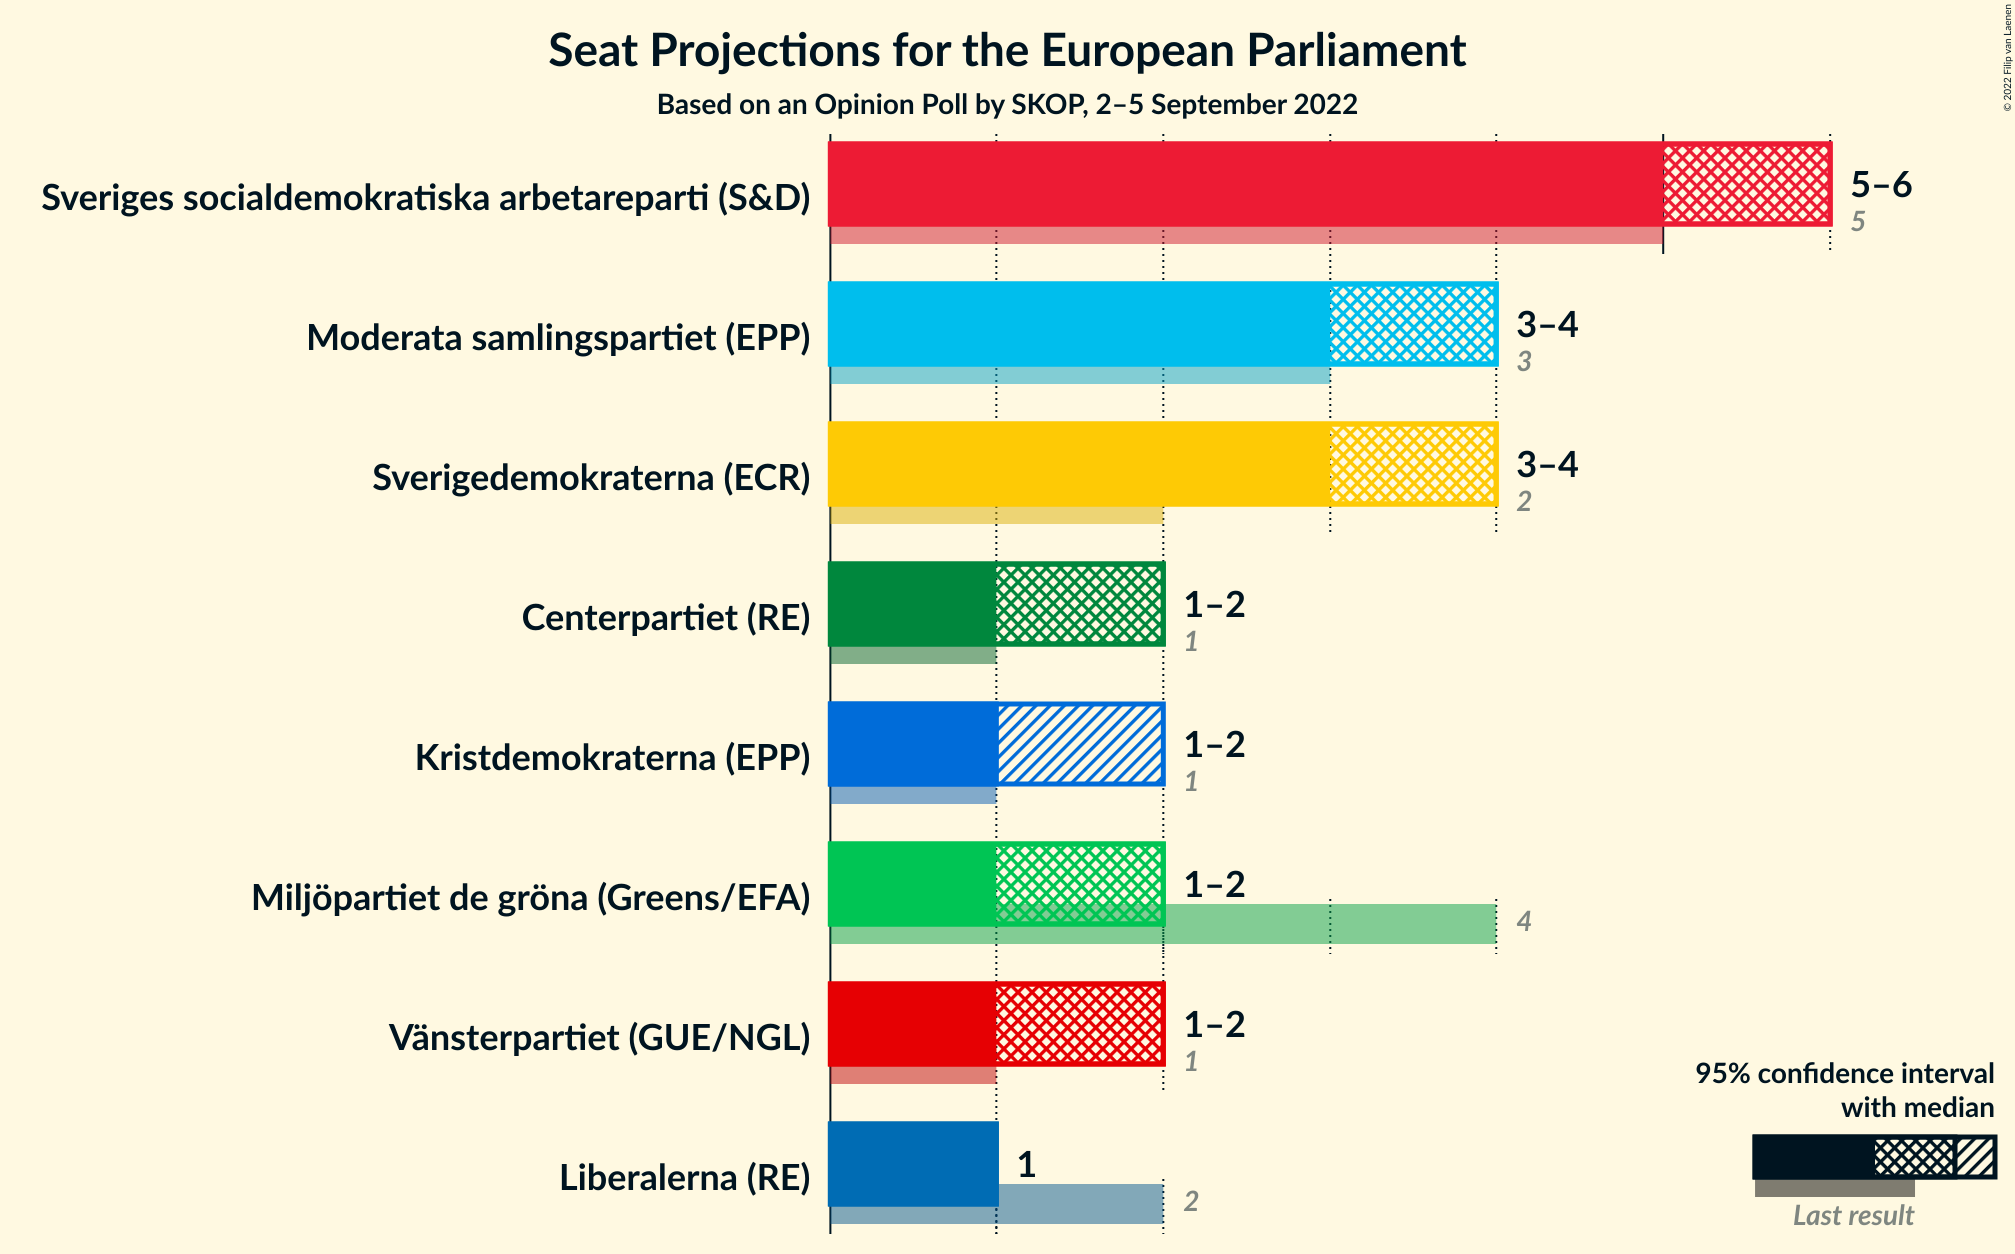 Seat Projections for the European Parliament
Based on an Opinion Poll by SKOP, 2–5 September 2022
© 2022 Filip van Laenen
Sveriges socialdemokratiska arbetareparti (S&D)
5–6
5
Moderata samlingspartiet (EPP)
3–4
3
Sverigedemokraterna (ECR)
3–4
2
Centerpartiet (RE)
1–2
1
Kristdemokraterna (EPP)
1–2
1
Miljöpartiet de gröna (Greens/EFA)
1–2
4
Vänsterpartiet (GUE/NGL)
1–2
1
Liberalerna (RE)
1
2
95% confidence interval
with median
Last result